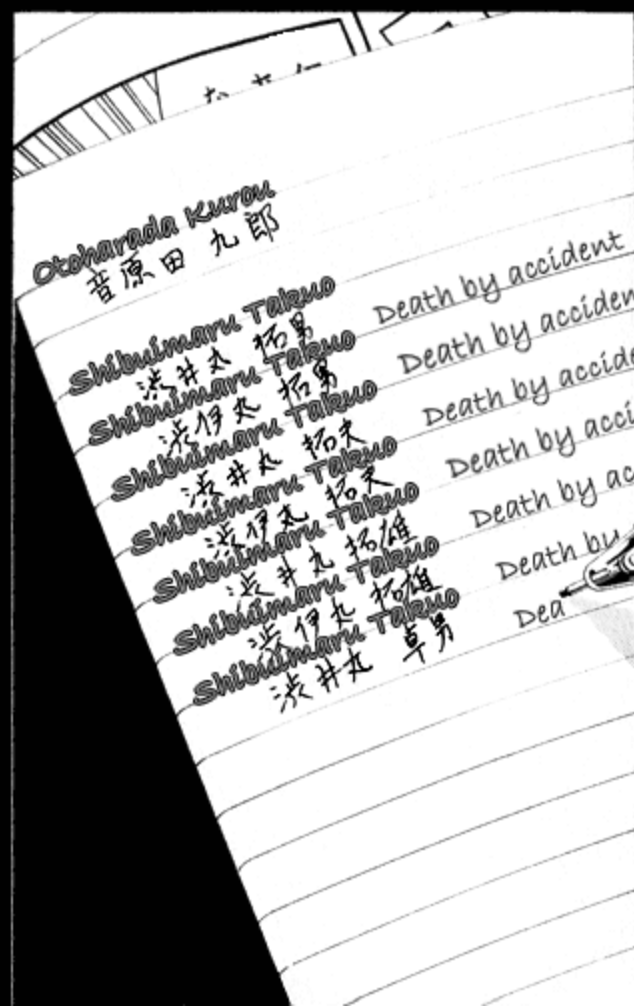 Otoharada Kurou
音原田 九郎
Shibuimaru Takuo Death by accident
渋井丸 拓男
Shibuimaru Takuo Death by acciden
渋伊丸 拓男
Shibuimaru Takuo Death by accide
渋井丸 拓夫
Shibuimaru Takuo Death by acci
渋伊丸 拓夫
Shibuimaru Takuo Death by ac
渋井丸 拓雄
Shibuimaru Takuo Death by
渋伊丸 拓雄
Shibuimaru Takuo Dea
渋井丸 卓男